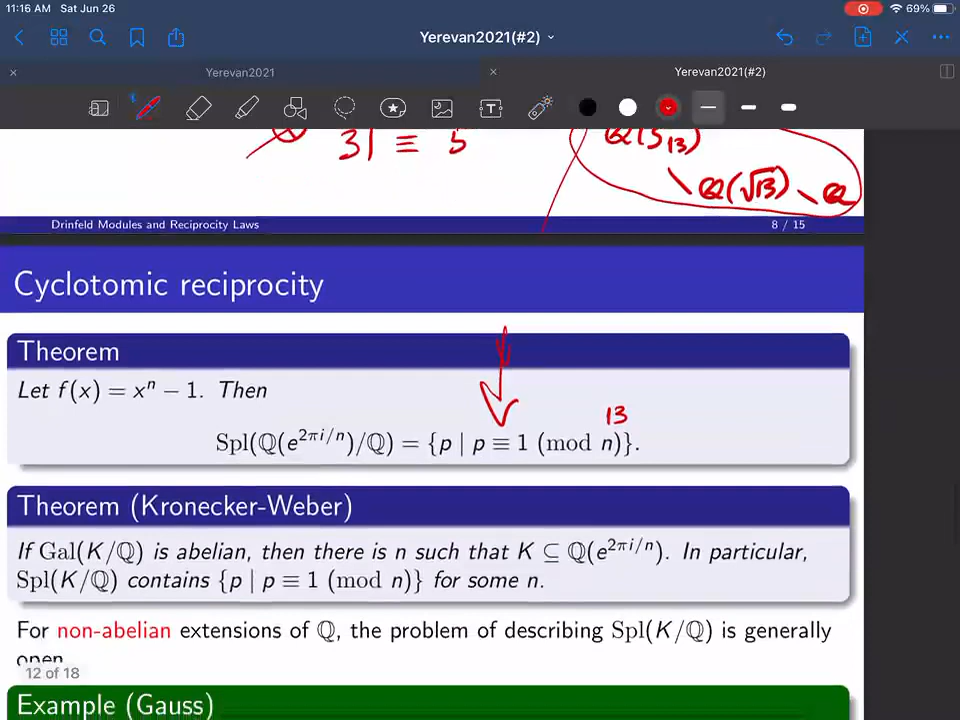 11:16 AM Sat Jun 26
69%
Yerevan2021(#2)
Yerevan2021
Yerevan2021(#2)
31 ≡ 5
Q(ζ13)
Q(√13) \ Q
Drinfeld Modules and Reciprocity Laws 8 / 15
Cyclotomic reciprocity
Theorem
Let f(x) = xⁿ − 1. Then
13
Spl(ℚ(e^{2πi/n})/ℚ) = {p | p ≡ 1 (mod n)}.
Theorem (Kronecker-Weber)
If Gal(K/ℚ) is abelian, then there is n such that K ⊆ ℚ(e^{2πi/n}). In particular,
Spl(K/ℚ) contains {p | p ≡ 1 (mod n)} for some n.
For non-abelian extensions of ℚ, the problem of describing Spl(K/ℚ) is generally
open
12 of 18
Example (Gauss)